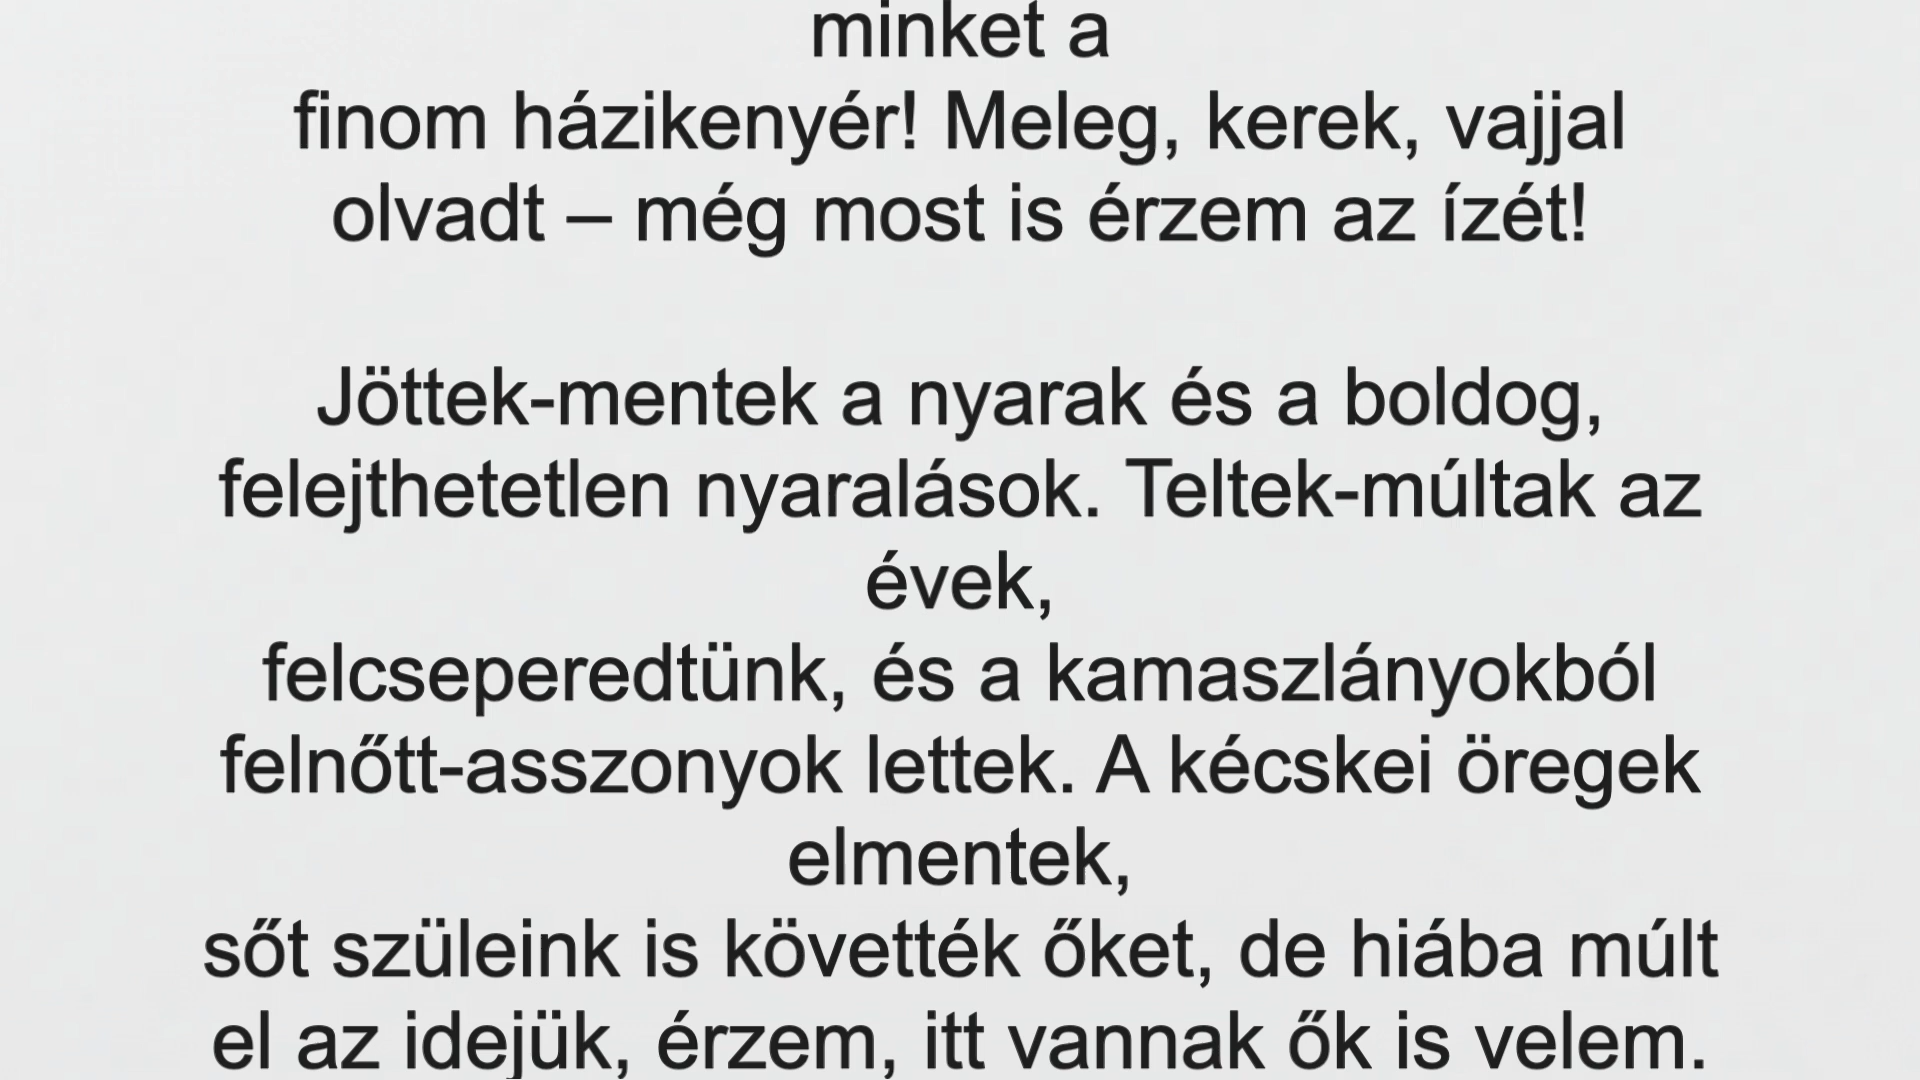 minket a
finom házikenyér! Meleg, kerek, vajjal
olvadt – még most is érzem az ízét!
Jöttek-mentek a nyarak és a boldog,
felejthetetlen nyaralások. Teltek-múltak az
évek,
felcseperedtünk, és a kamaszlányokból
felnőtt-asszonyok lettek. A kécskei öregek
elmentek,
sőt szüleink is követték őket, de hiába múlt
el az idejük, érzem, itt vannak ők is velem.